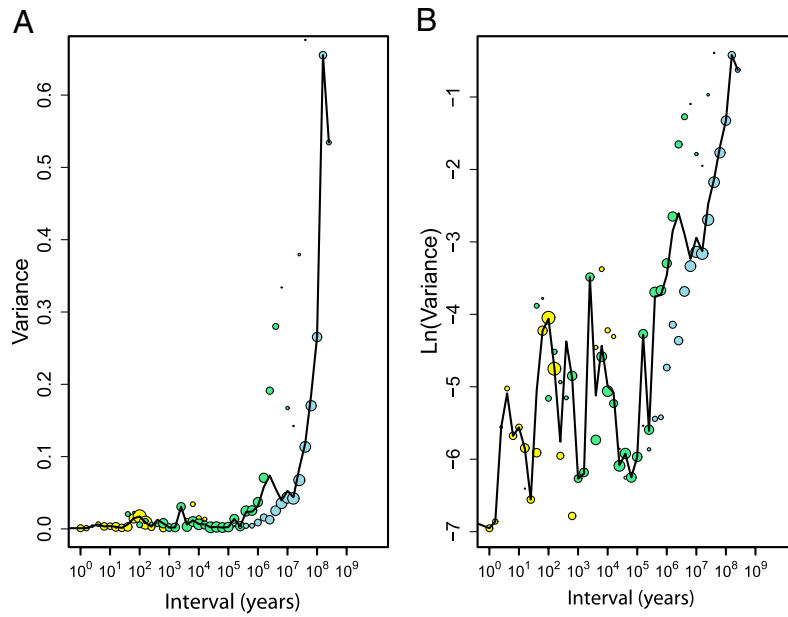 A
B
Variance
0.6
0.5
0.4
0.3
0.2
0.1
0.0
10⁰ 10¹ 10² 10³ 10⁴ 10⁵ 10⁶ 10⁷ 10⁸ 10⁹
Interval (years)
Ln(Variance)
−1
−2
−3
−4
−5
−6
−7
10⁰ 10¹ 10² 10³ 10⁴ 10⁵ 10⁶ 10⁷ 10⁸ 10⁹
Interval (years)